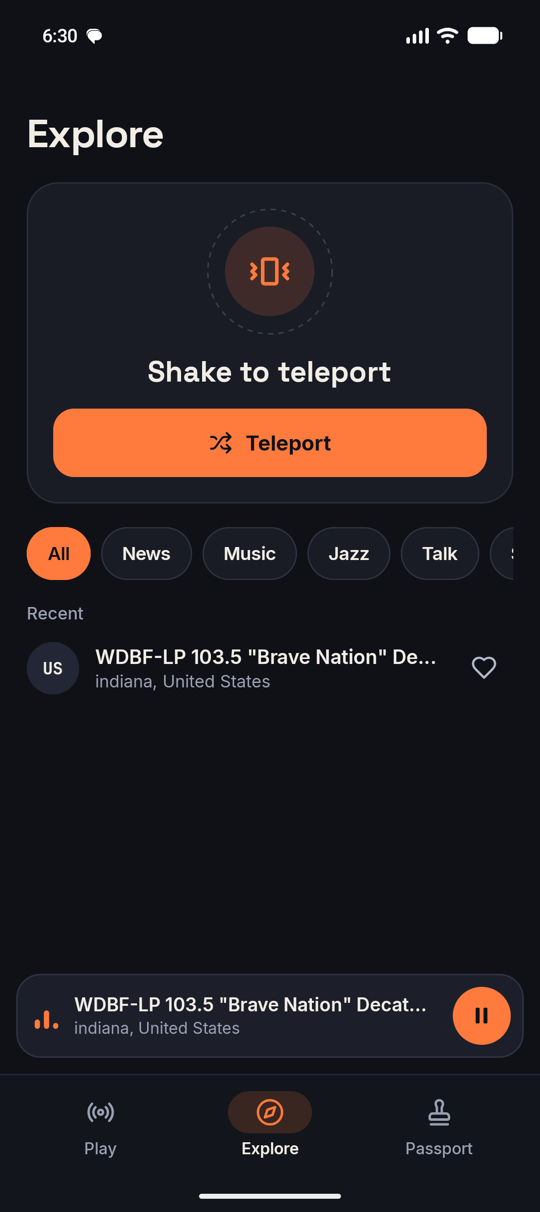 6:30
Explore
Shake to teleport
Teleport
All News Music Jazz Talk
Recent
US
WDBF-LP 103.5 "Brave Nation" De...
indiana, United States
WDBF-LP 103.5 "Brave Nation" Decat...
indiana, United States
Play Explore Passport